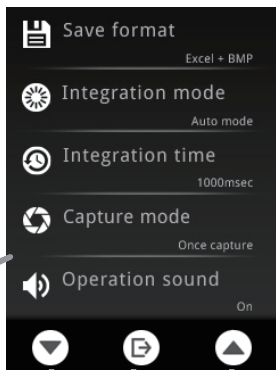 Save format
Excel + BMP
Integration mode
Auto mode
Integration time
1000msec
Capture mode
Once capture
Operation sound
On